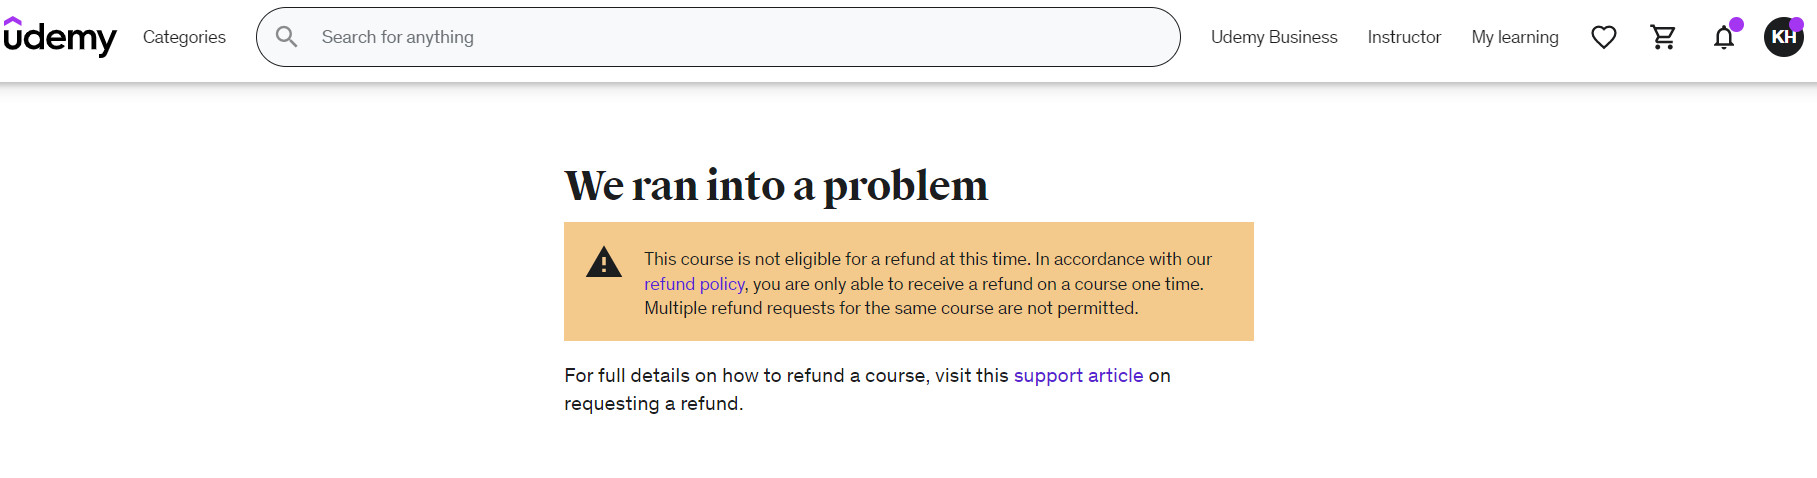 udemy
Categories
Search for anything
Udemy Business
Instructor
My learning
KH
We ran into a problem
This course is not eligible for a refund at this time. In accordance with our
refund policy, you are only able to receive a refund on a course one time.
Multiple refund requests for the same course are not permitted.
For full details on how to refund a course, visit this support article on
requesting a refund.